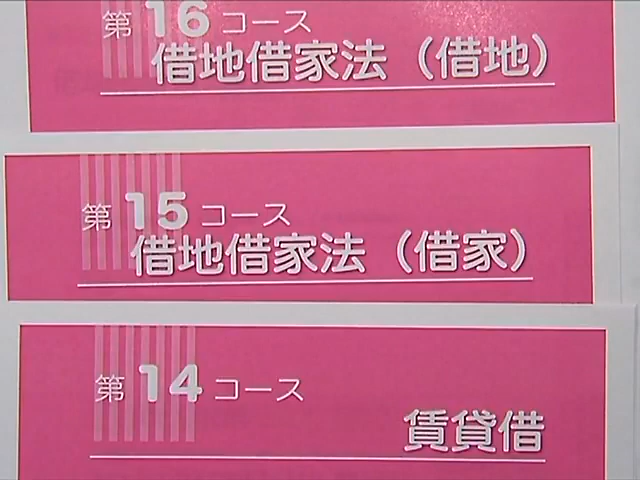 第16コース
借地借家法（借地）
第15コース
借地借家法（借家）
第14コース
賃貸借